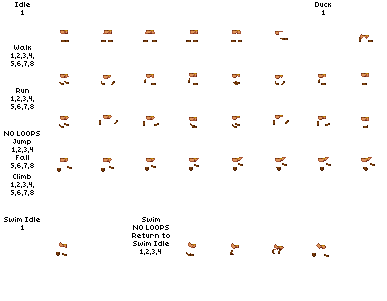 Idle
1
Duck
1
Walk
1,2,3,4,
5,6,7,8
Run
1,2,3,4,
5,6,7,8
NO LOOPS
Jump
1,2,3,4
Fall
5,6,7,8
Climb
1,2,3,4,
5,6,7,8
Swim Idle
1
Swim
NO LOOPS
Return to
Swim Idle
1,2,3,4